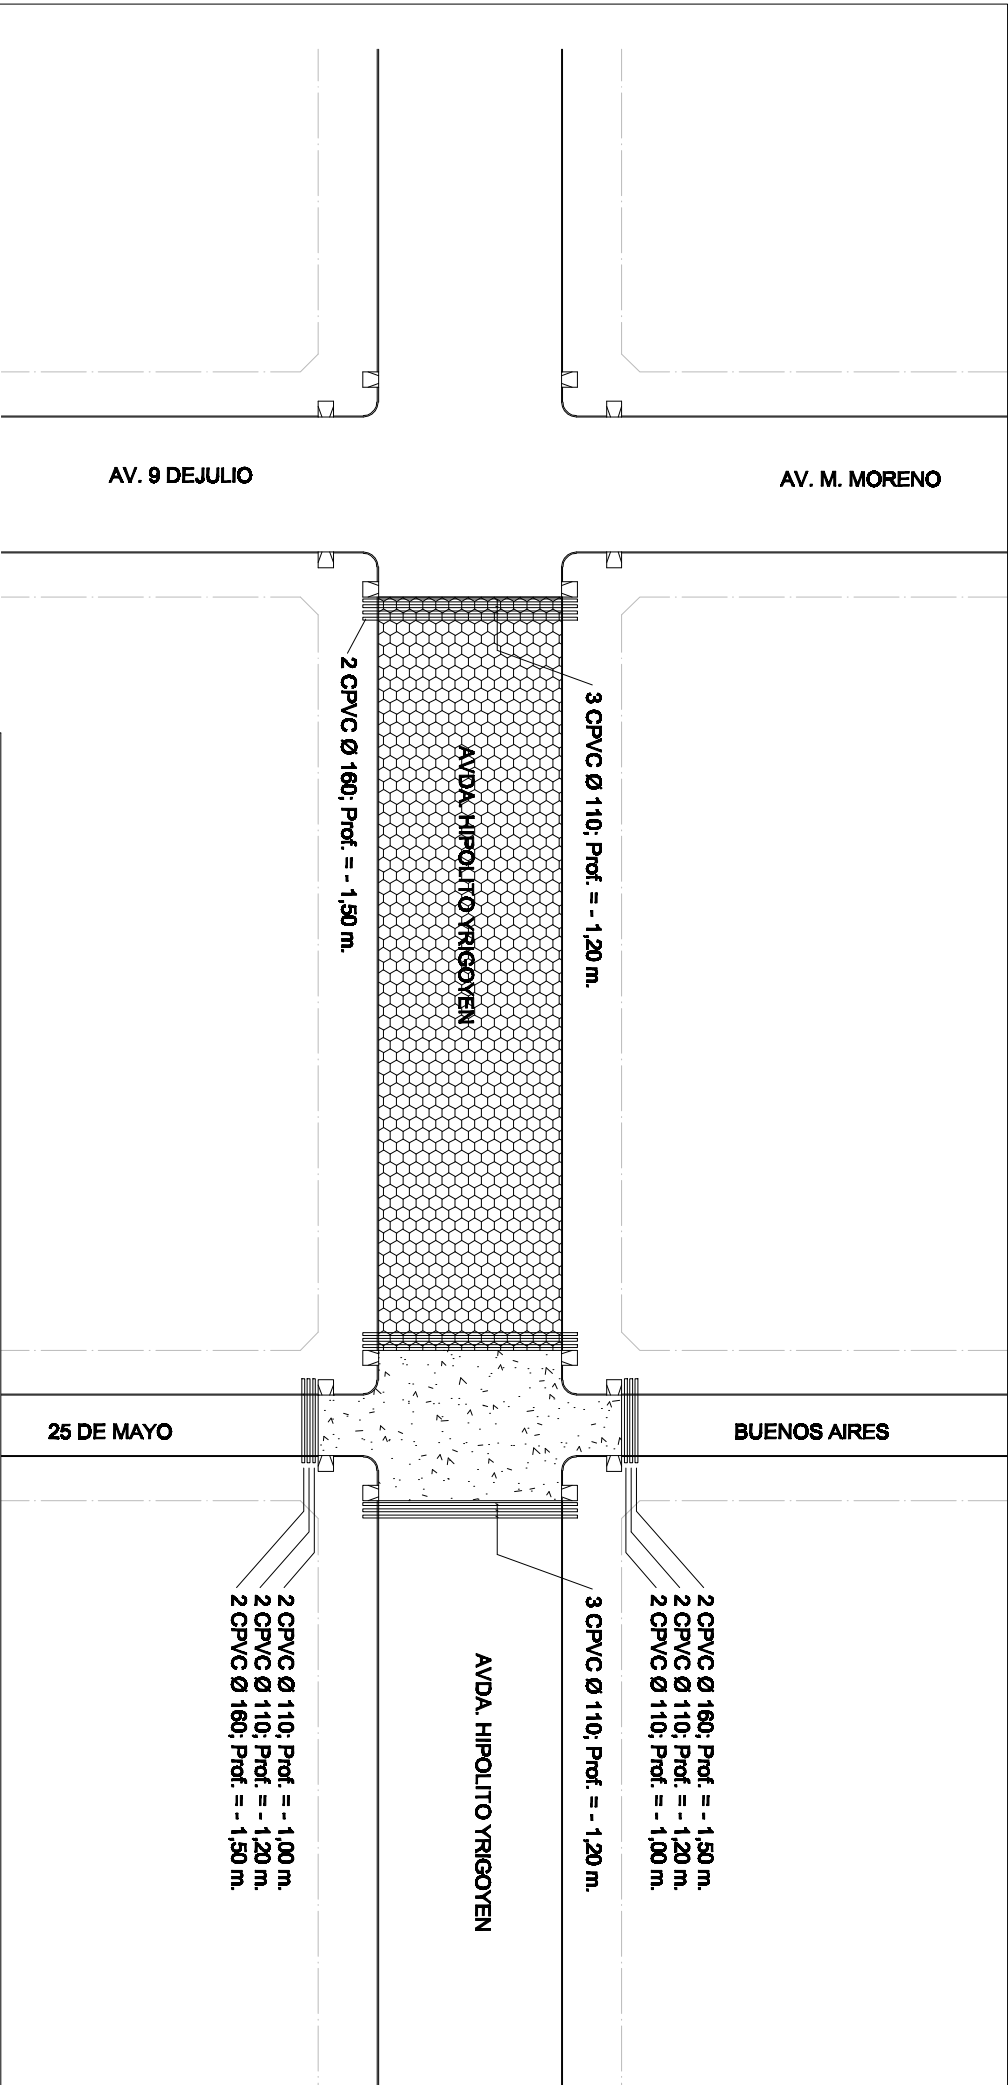 AV. 9 DEJULIO
AV. M. MORENO
3 CPVC Ø 110; Prof. = - 1,20 m.
2 CPVC Ø 160; Prof. = - 1,50 m.
AVDA. HIPOLITO YRIGOYEN
25 DE MAYO
BUENOS AIRES
2 CPVC Ø 160; Prof. = - 1,50 m.
2 CPVC Ø 110; Prof. = - 1,20 m.
2 CPVC Ø 110; Prof. = - 1,00 m.
3 CPVC Ø 110; Prof. = - 1,20 m.
AVDA. HIPOLITO YRIGOYEN
2 CPVC Ø 110; Prof. = - 1,00 m.
2 CPVC Ø 110; Prof. = - 1,20 m.
2 CPVC Ø 160; Prof. = - 1,50 m.